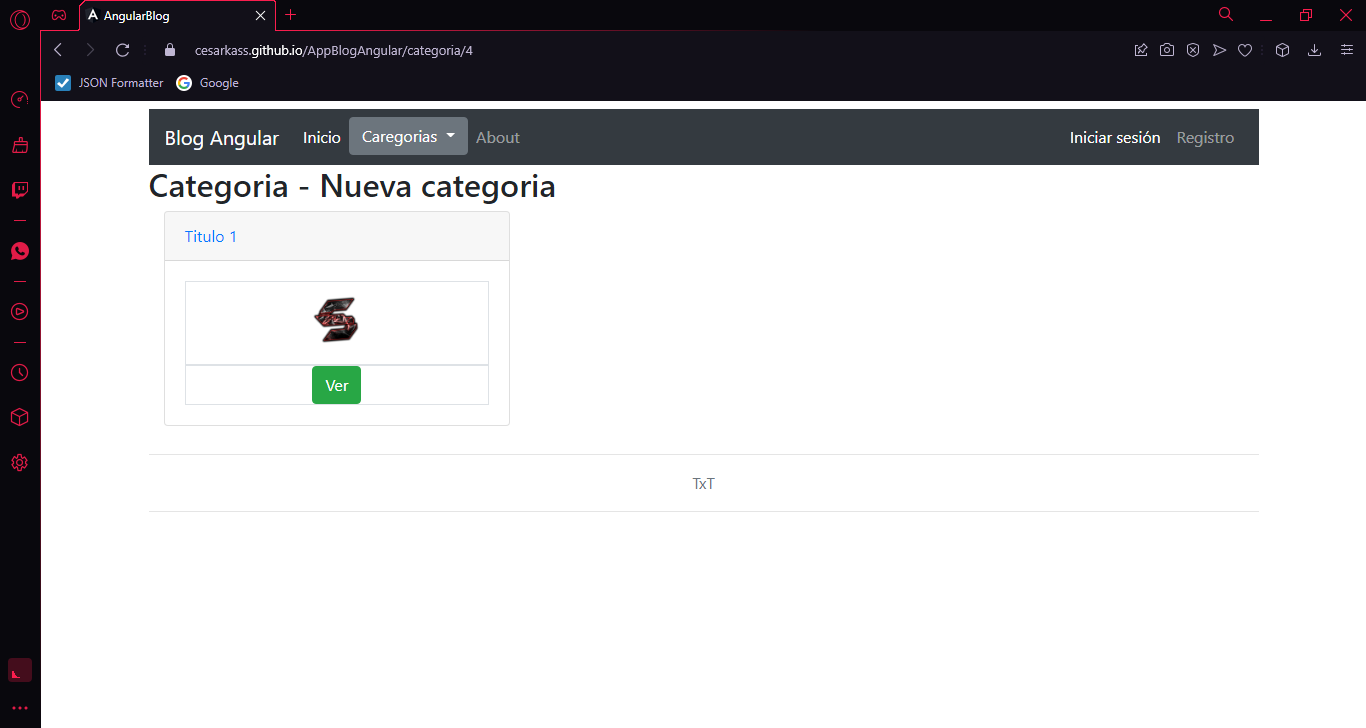 AngularBlog
cesarkass.github.io/AppBlogAngular/categoria/4
JSON Formatter Google
Blog Angular Inicio Caregorias About Iniciar sesión Registro
Categoria - Nueva categoria
Titulo 1
Ver
TxT